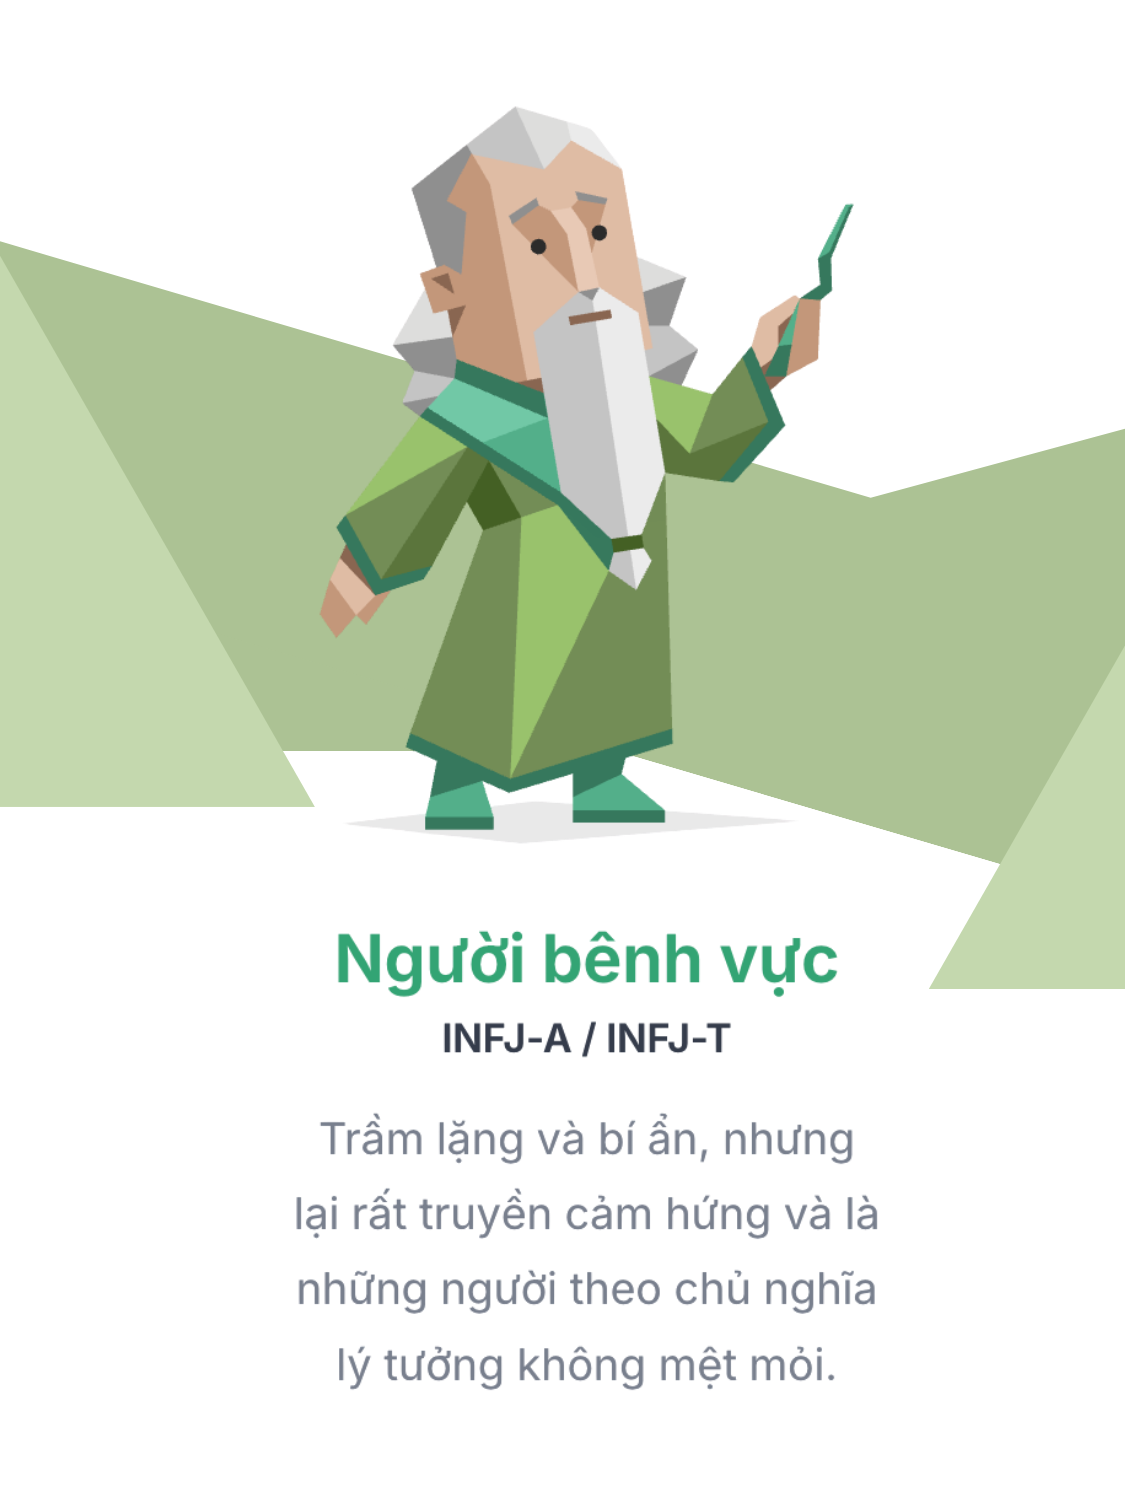 Người bênh vực
INFJ-A / INFJ-T
Trầm lặng và bí ẩn, nhưng
lại rất truyền cảm hứng và là
những người theo chủ nghĩa
lý tưởng không mệt mỏi.